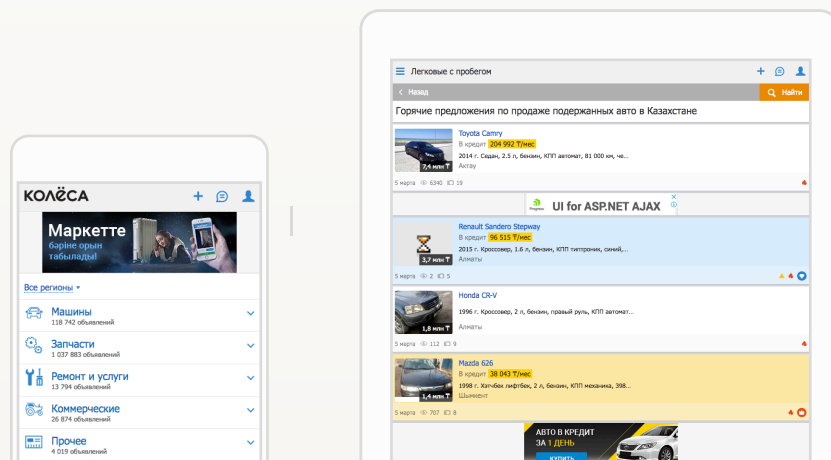 КОЛЁСА
Маркетте
бәріне орын
табылады!
Все регионы
Машины
118 742 объявлений
Запчасти
1 037 883 объявлений
Ремонт и услуги
13 794 объявлений
Коммерческие
26 874 объявлений
Прочее
4 019 объявлений
Легковые с пробегом
Назад
Найти
Горячие предложения по продаже подержанных авто в Казахстане
Toyota Camry
В кредит 204 992 ₸/мес
2014 г. Седан, 2.5 л, бензин, КПП автомат, 81 000 км, че...
7,4 млн ₸
Актау
5 марта 6340 19
Progress UI for ASP.NET AJAX
Renault Sandero Stepway
В кредит 96 515 ₸/мес
2015 г. Кроссовер, 1.6 л, бензин, КПП типтроник, синий,...
3,7 млн ₸
Алматы
5 марта 2 5
Honda CR-V
1996 г. Кроссовер, 2 л, бензин, правый руль, КПП автомат...
1,8 млн ₸
Алматы
5 марта 112 9
Mazda 626
В кредит 38 043 ₸/мес
1998 г. Хэтчбек лифтбек, 2 л, бензин, КПП механика, 398...
1,4 млн ₸
Шымкент
5 марта 707 8
АВТО В КРЕДИТ
ЗА 1 ДЕНЬ
КУПИТЬ